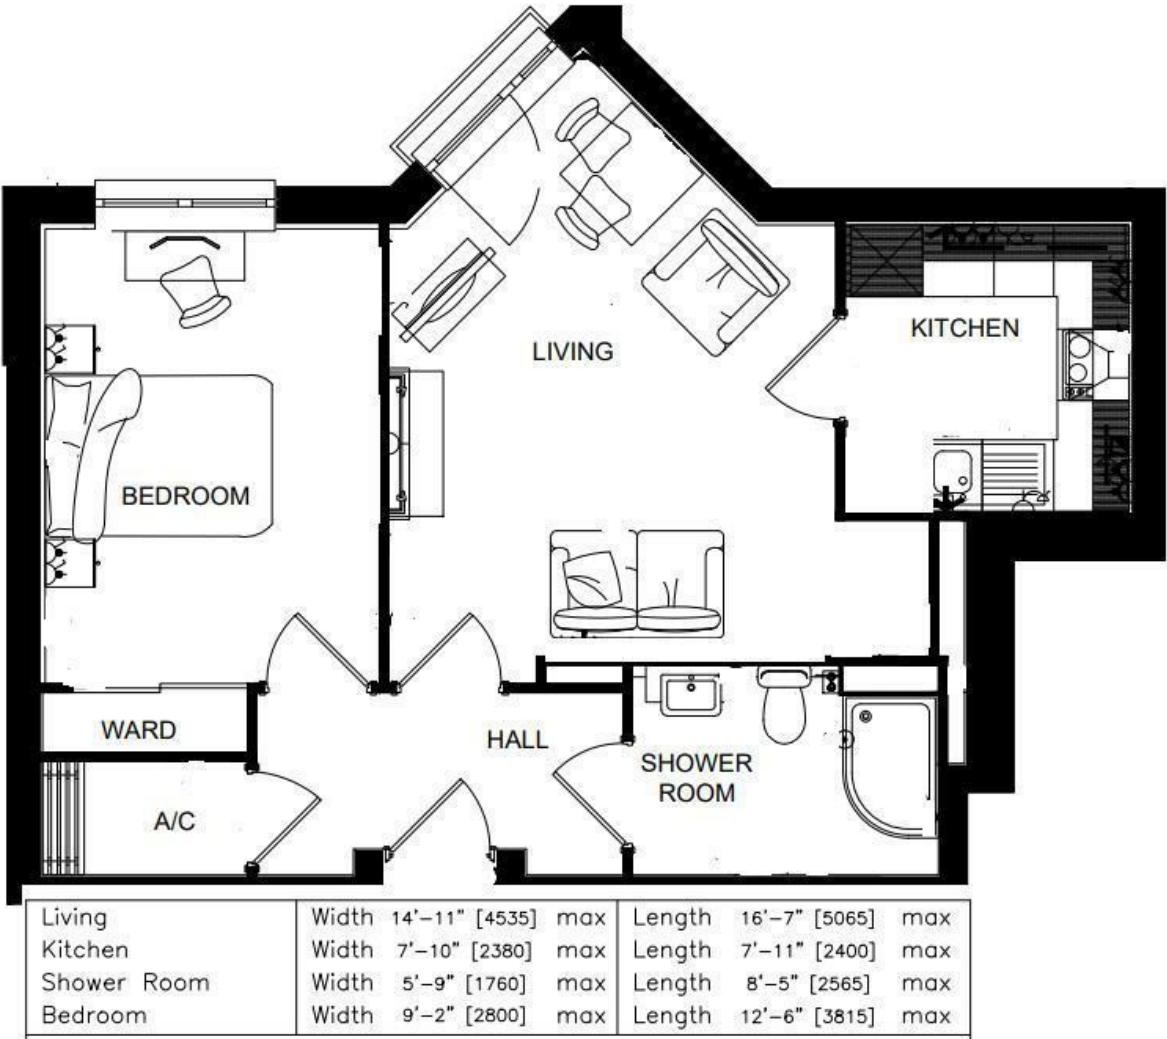 LIVING
KITCHEN
BEDROOM
WARD
HALL
SHOWER
ROOM
A/C
Living Width 14'-11" [4535] max Length 16'-7" [5065] max
Kitchen Width 7'-10" [2380] max Length 7'-11" [2400] max
Shower Room Width 5'-9" [1760] max Length 8'-5" [2565] max
Bedroom Width 9'-2" [2800] max Length 12'-6" [3815] max